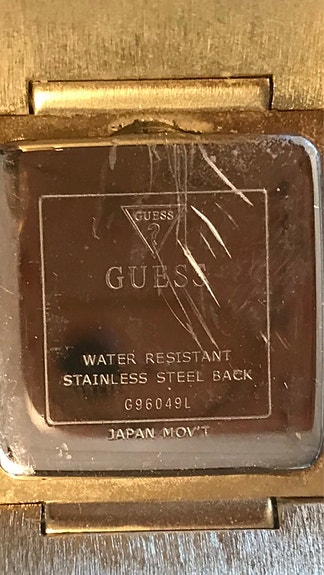 GUESS
?
GUESS
WATER RESISTANT
STAINLESS STEEL BACK
G96049L
JAPAN MOV'T